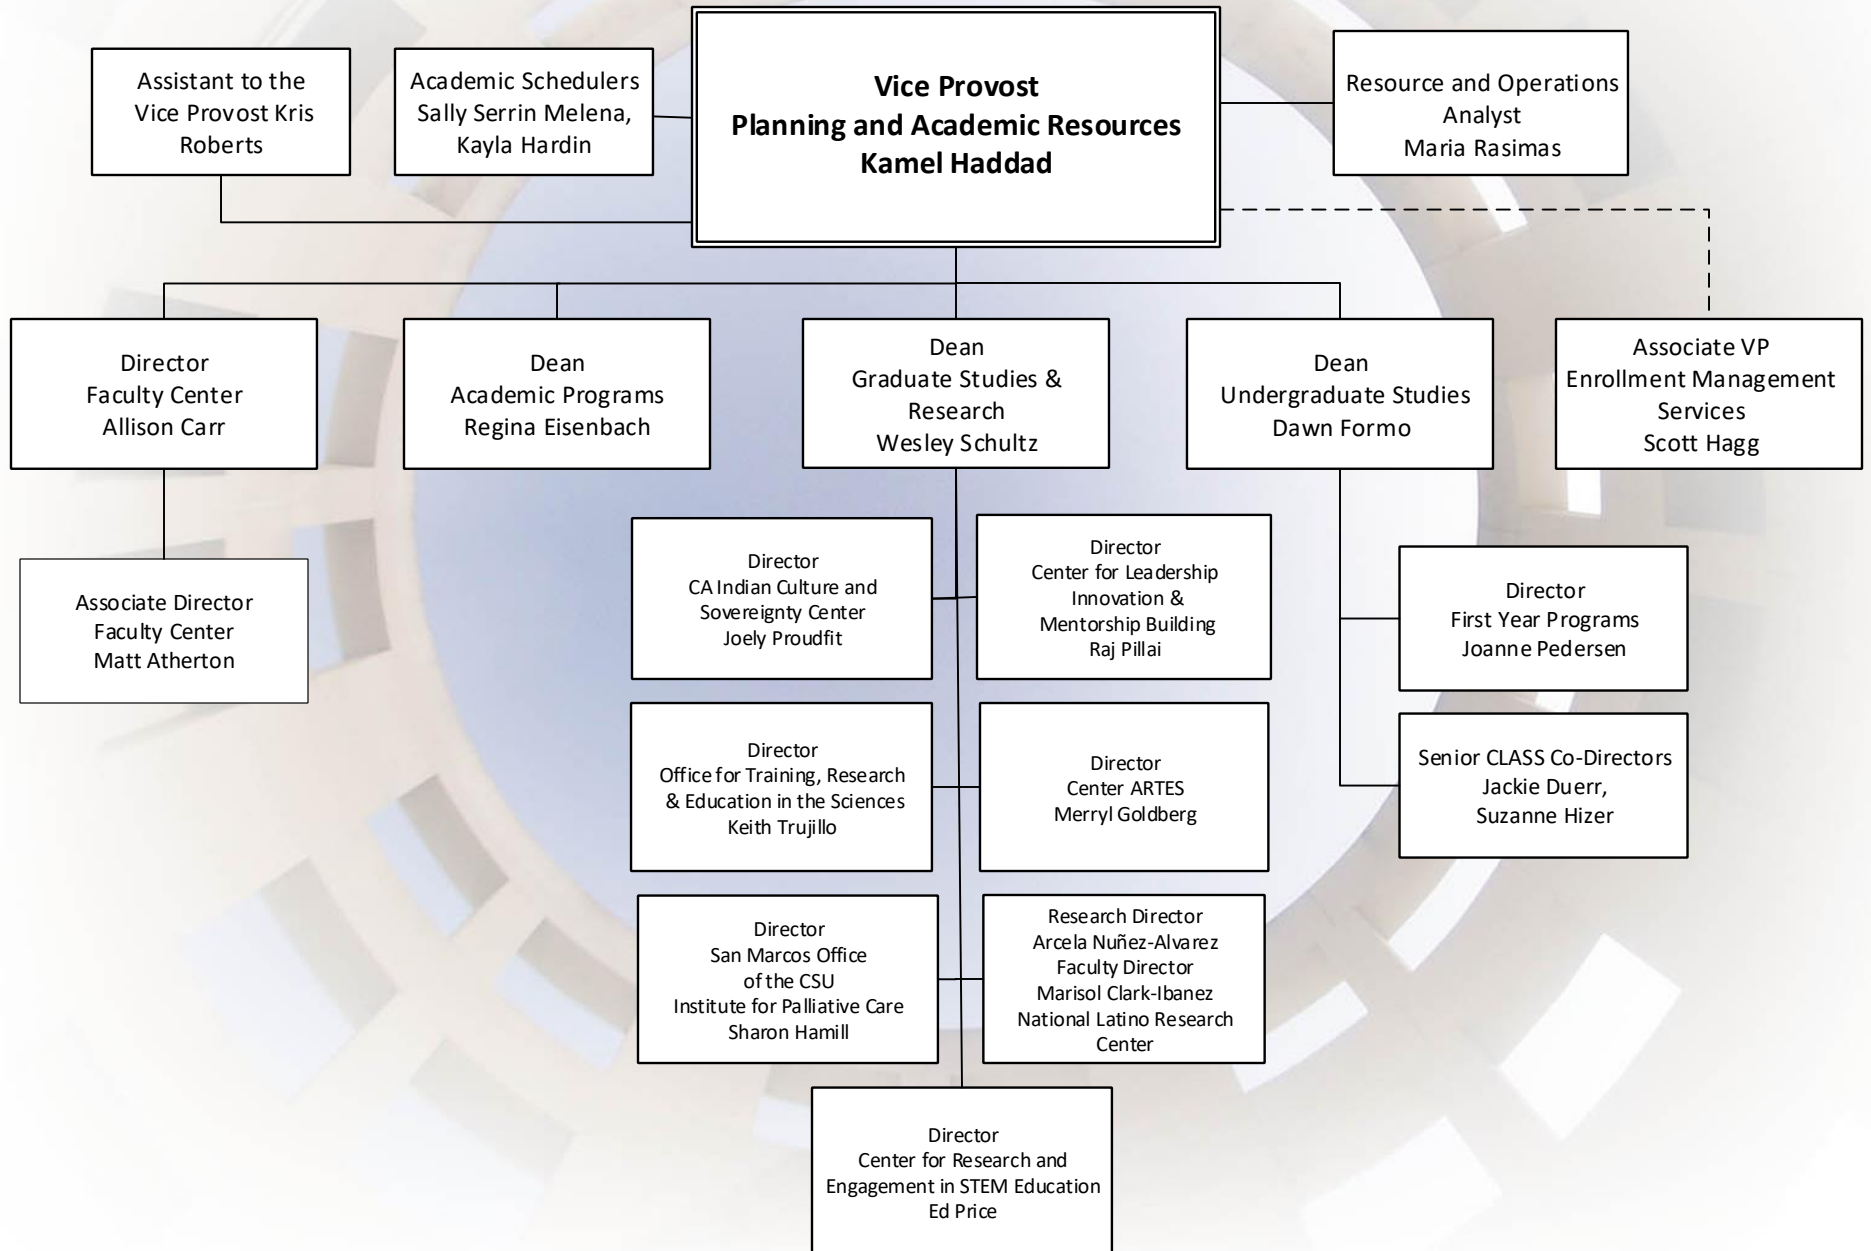 Assistant to the
Vice Provost Kris
Roberts
Academic Schedulers
Sally Serrin Melena,
Kayla Hardin
Vice Provost
Planning and Academic Resources
Kamel Haddad
Resource and Operations
Analyst
Maria Rasimas
Director
Faculty Center
Allison Carr
Dean
Academic Programs
Regina Eisenbach
Dean
Graduate Studies &
Research
Wesley Schultz
Dean
Undergraduate Studies
Dawn Formo
Associate VP
Enrollment Management
Services
Scott Hagg
Associate Director
Faculty Center
Matt Atherton
Director
CA Indian Culture and
Sovereignty Center
Joely Proudfit
Director
Center for Leadership
Innovation &
Mentorship Building
Raj Pillai
Director
First Year Programs
Joanne Pedersen
Director
Office for Training, Research
& Education in the Sciences
Keith Trujillo
Director
Center ARTES
Merryl Goldberg
Senior CLASS Co-Directors
Jackie Duerr,
Suzanne Hizer
Director
San Marcos Office
of the CSU
Institute for Palliative Care
Sharon Hamill
Research Director
Arcela Nuñez-Alvarez
Faculty Director
Marisol Clark-Ibanez
National Latino Research
Center
Director
Center for Research and
Engagement in STEM Education
Ed Price